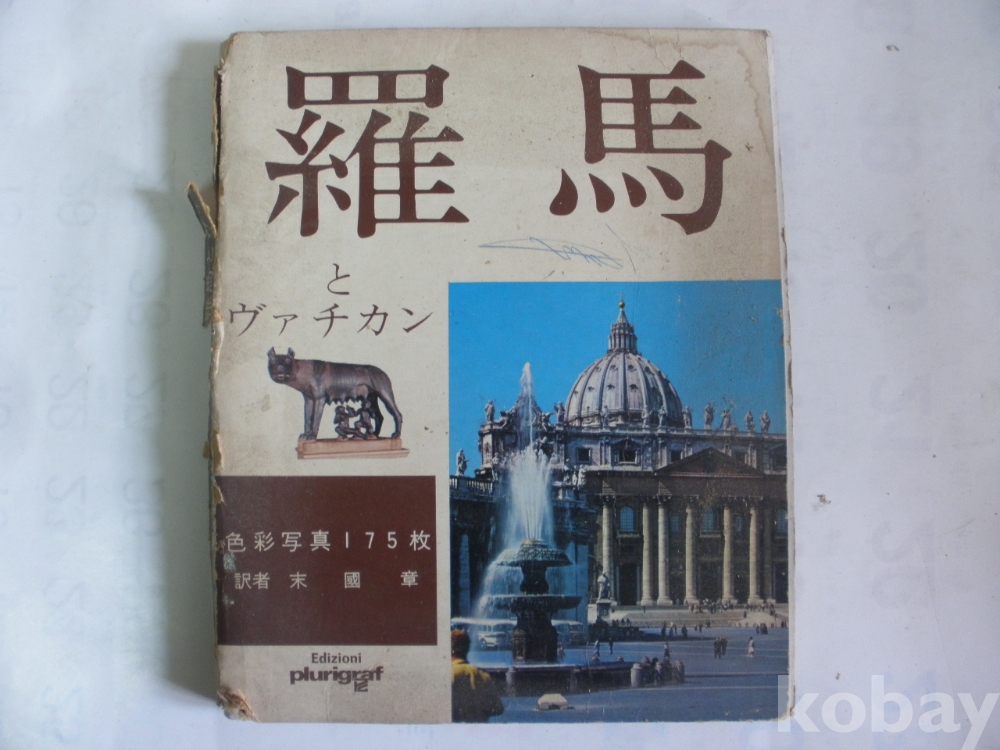 羅馬
と
ヴァチカン
色彩写真175枚
訳者 末國章
Edizioni
plurigraf
kobay